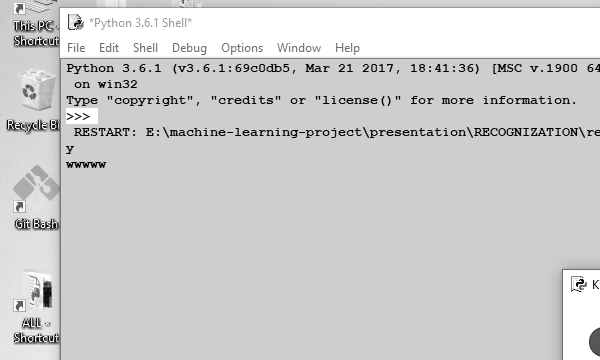 This PC -
Shortcut
Recycle Bi
Git Bash
ALL -
Shortcut
*Python 3.6.1 Shell*
File Edit Shell Debug Options Window Help
Python 3.6.1 (v3.6.1:69c0db5, Mar 21 2017, 18:41:36) [MSC v.1900 64
on win32
Type "copyright", "credits" or "license()" for more information.
>>>
RESTART: E:\machine-learning-project\presentation\RECOGNIZATION\re
y
wwwww
K